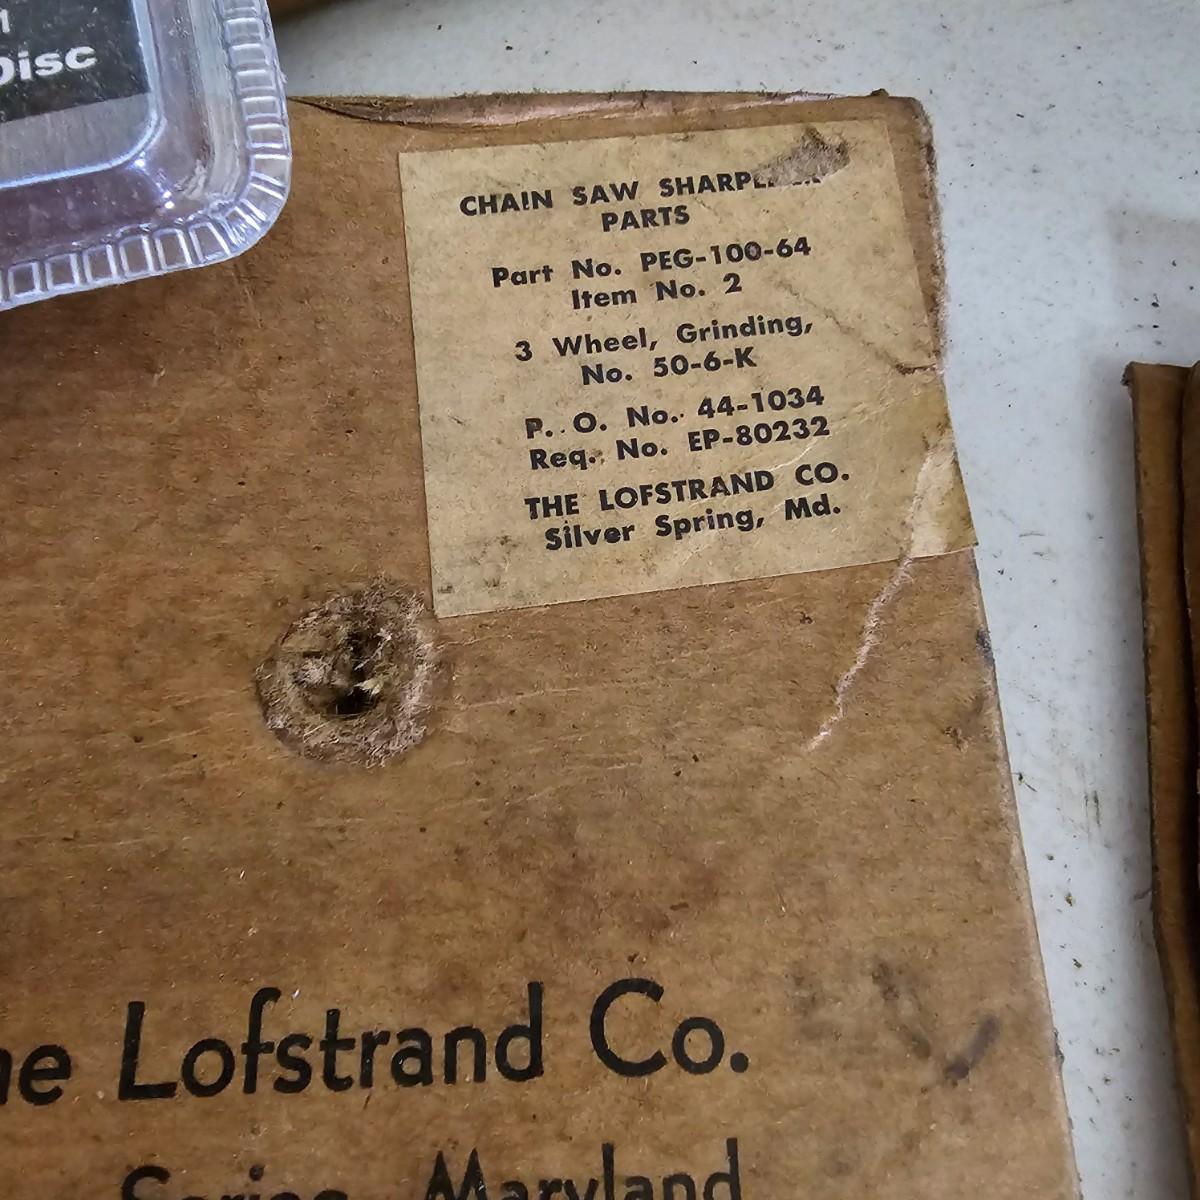 Disc
CHAIN SAW
PARTS
Part No. PEG-100-64
Item No. 2
3 Wheel, Grinding,
No. 50-6-K
P. O. No. 44-1034
Req. No. EP-80232
THE LOFSTRAND CO.
Silver Spring, Md.
Lofstrand Co.
Maryland